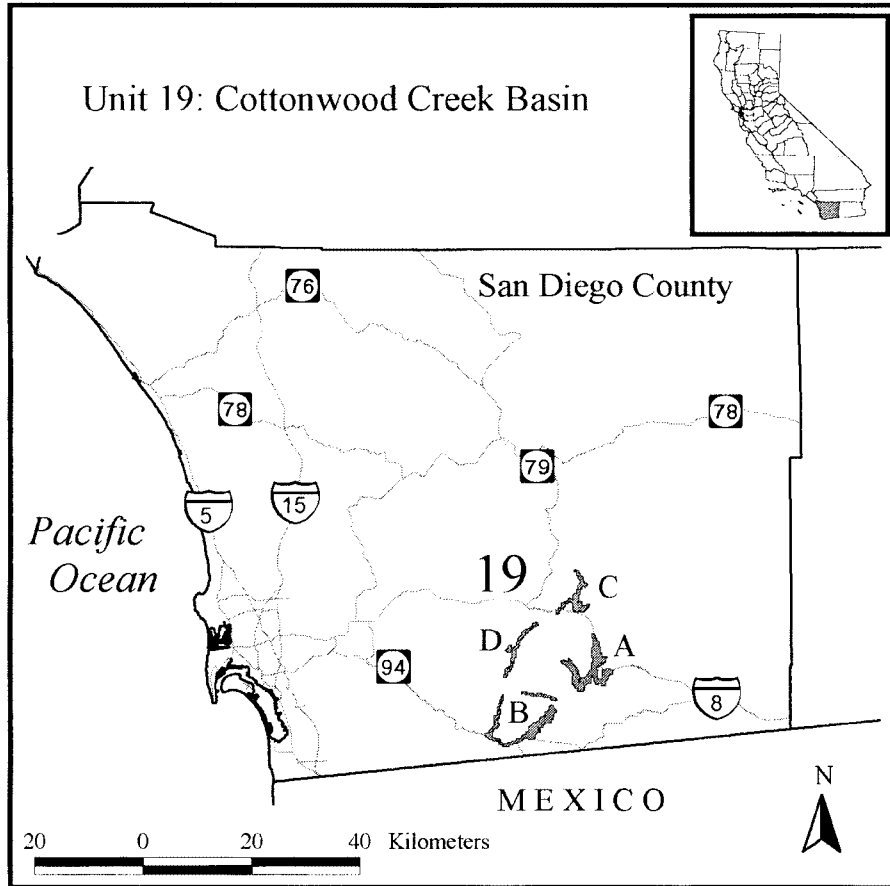 Unit 19: Cottonwood Creek Basin
San Diego County
76
78
78
79
5
15
Pacific
Ocean
19
C
D
A
94
B
8
MEXICO
N
20 0 20 40 Kilometers